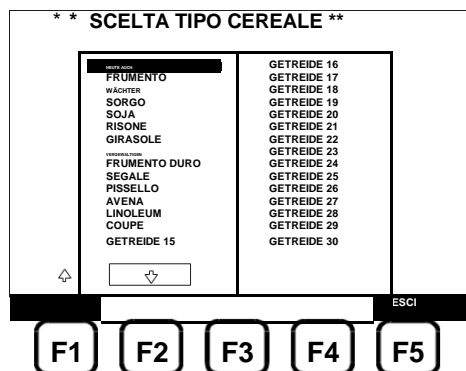 * * SCELTA TIPO CEREALE **
HEUTE AUCH
FRUMENTO
WÄCHTER
SORGO
SOJA
RISONE
GIRASOLE
VERGEWALTIGEN
FRUMENTO DURO
SEGALE
PISSELLO
AVENA
LINOLEUM
COUPE
GETREIDE 15
GETREIDE 16
GETREIDE 17
GETREIDE 18
GETREIDE 19
GETREIDE 20
GETREIDE 21
GETREIDE 22
GETREIDE 23
GETREIDE 24
GETREIDE 25
GETREIDE 26
GETREIDE 27
GETREIDE 28
GETREIDE 29
GETREIDE 30
ESCI
F1 F2 F3 F4 F5